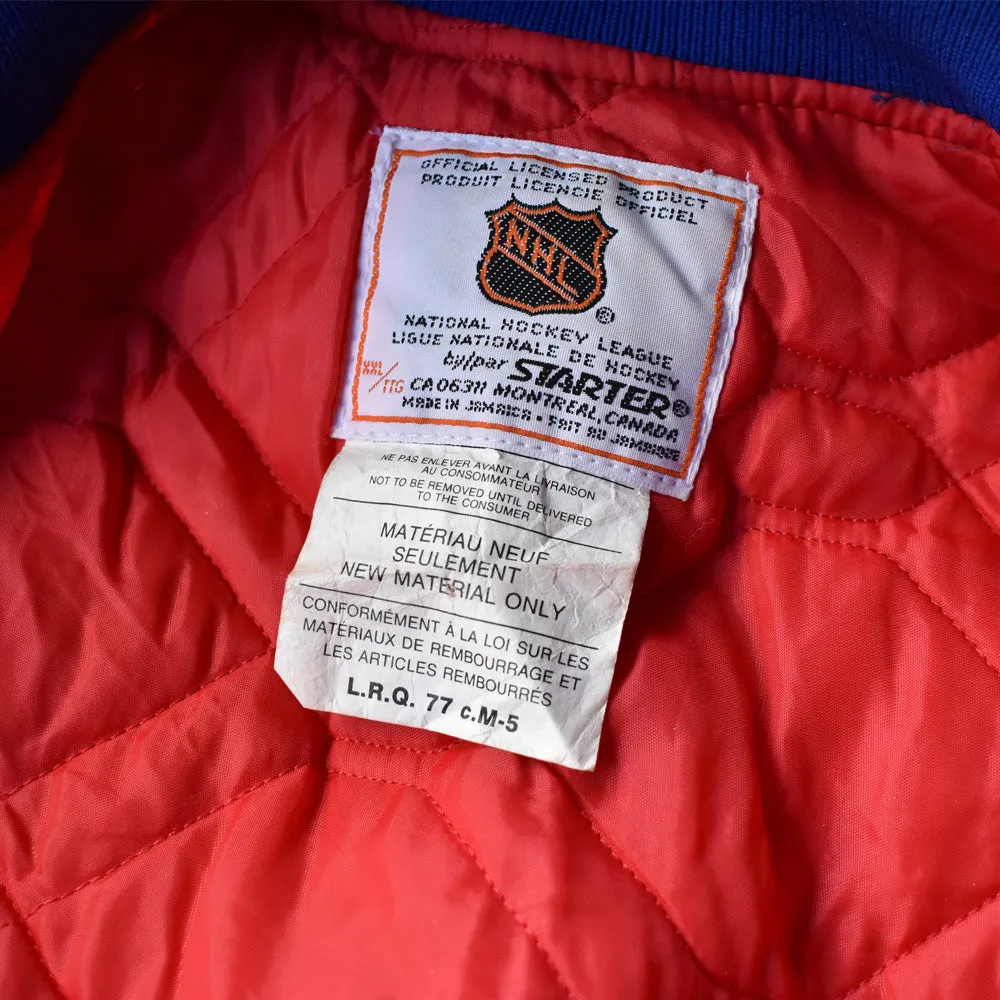 OFFICIAL LICENSED PRODUCT
PRODUIT LICENCIE OFFICIEL
NHL
®
NATIONAL HOCKEY LEAGUE
LIGUE NATIONALE DE HOCKEY
by/par STARTER®
XXL/TTG
CA 06311 MONTREAL, CANADA
MADE IN JAMAICA • FAIT AU JAMAIQUE
NE PAS ENLEVER AVANT LA LIVRAISON
AU CONSOMMATEUR
NOT TO BE REMOVED UNTIL DELIVERED
TO THE CONSUMER
MATÉRIAU NEUF
SEULEMENT
NEW MATERIAL ONLY
CONFORMÉMENT À LA LOI SUR LES
MATÉRIAUX DE REMBOURRAGE ET
LES ARTICLES REMBOURRÉS
L.R.Q. 77 c.M-5